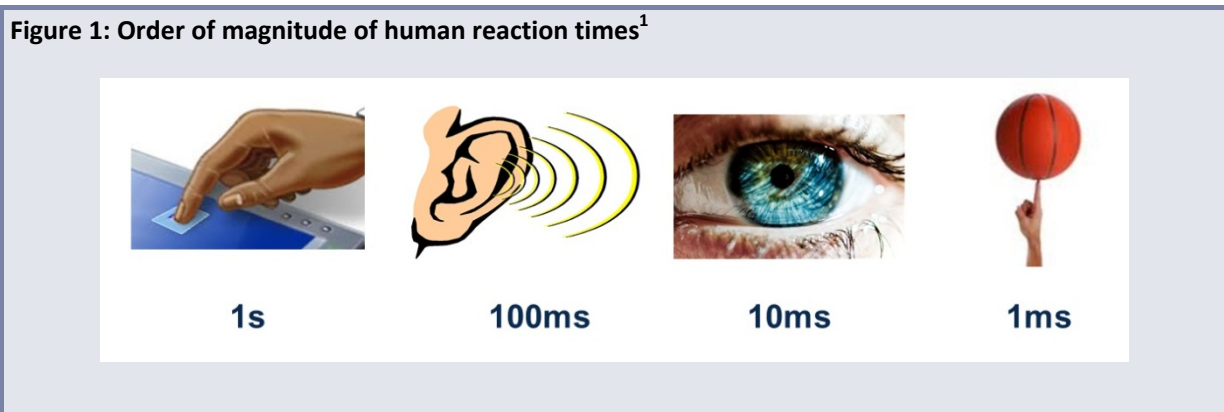 Figure 1: Order of magnitude of human reaction times1
1s 100ms 10ms 1ms